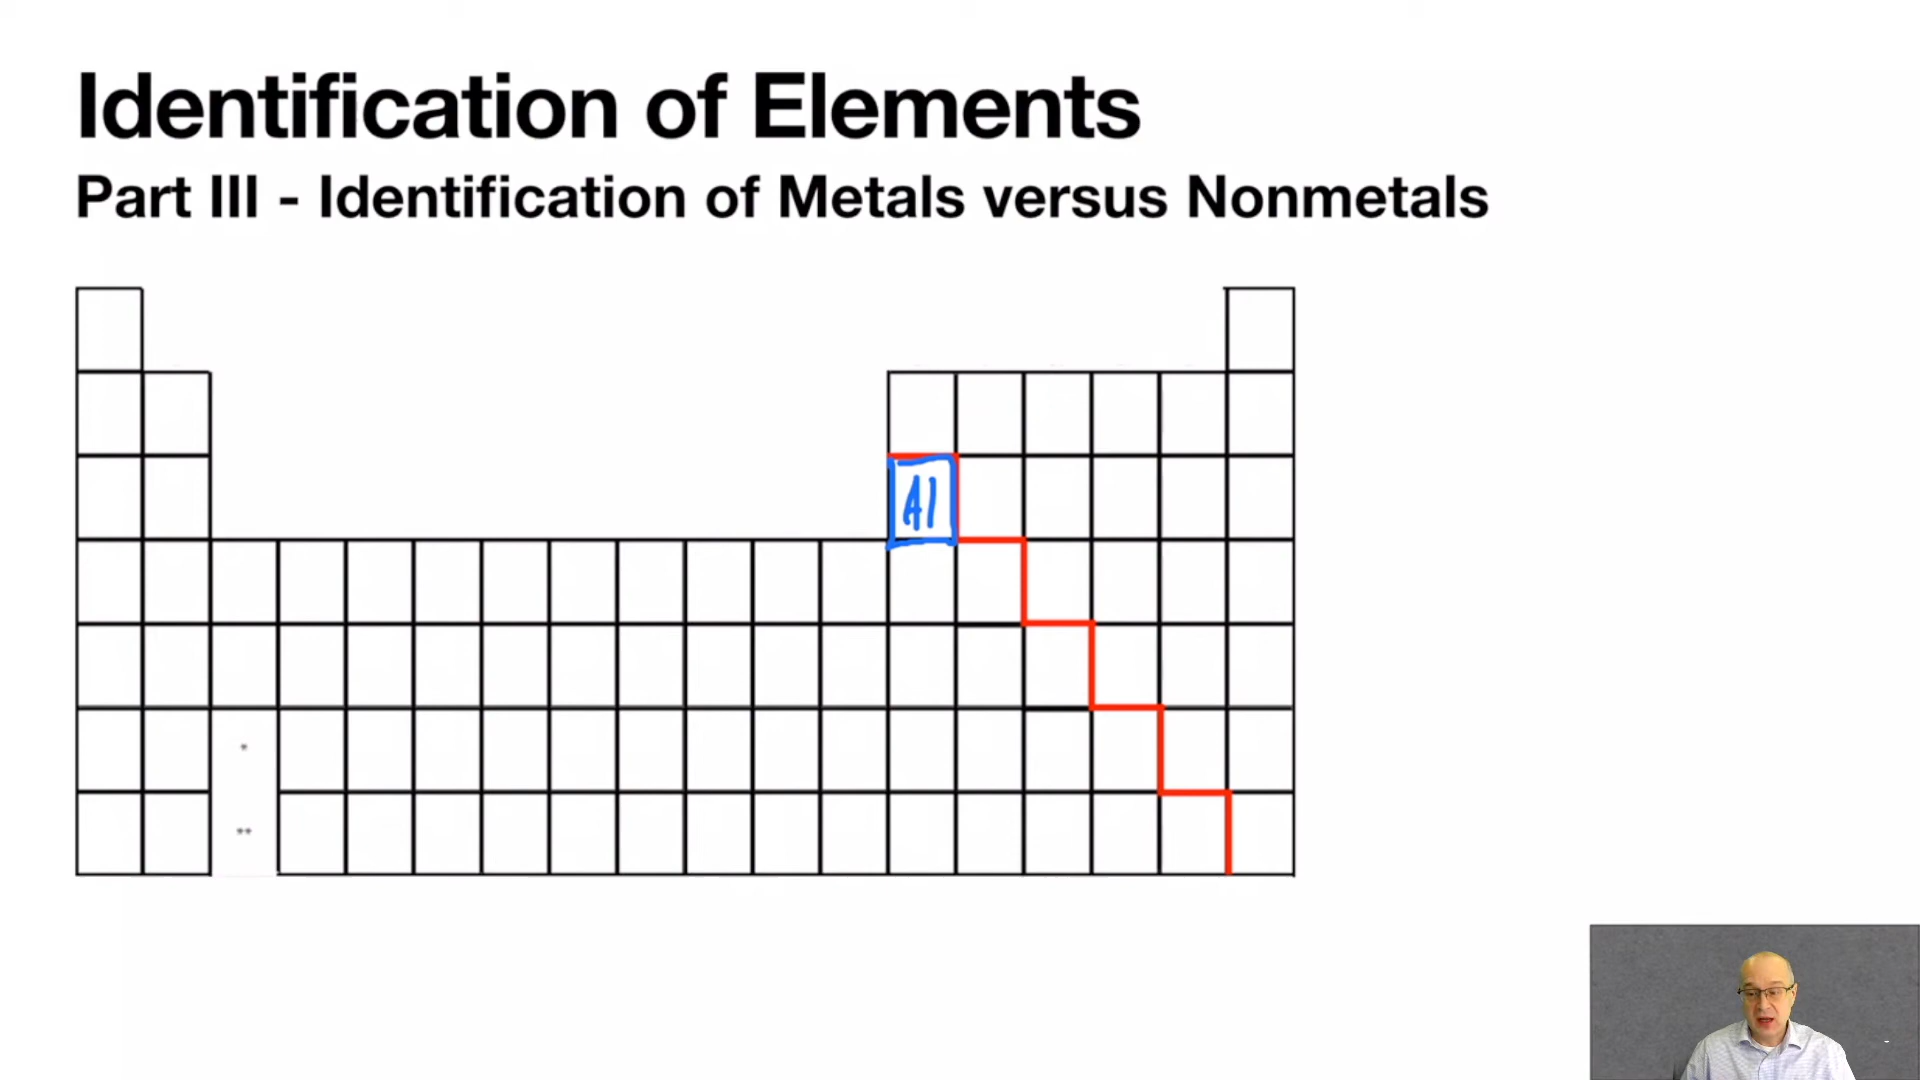 Identification of Elements
Part III - Identification of Metals versus Nonmetals
Al
*
**